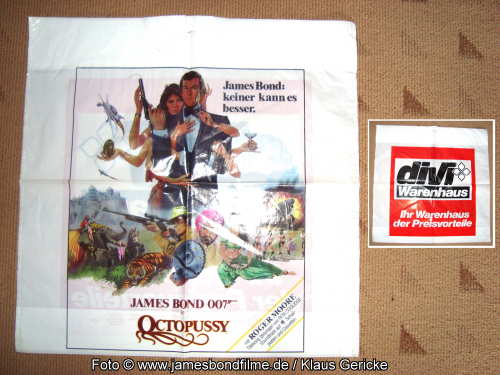 James Bond:
keiner kann es
besser.
JAMES BOND 007
OCTOPUSSY
mit ROGER MOORE
divi
Warenhaus
Ihr Warenhaus
der Preisvorteile
Foto © www.jamesbondfilme.de / Klaus Gericke